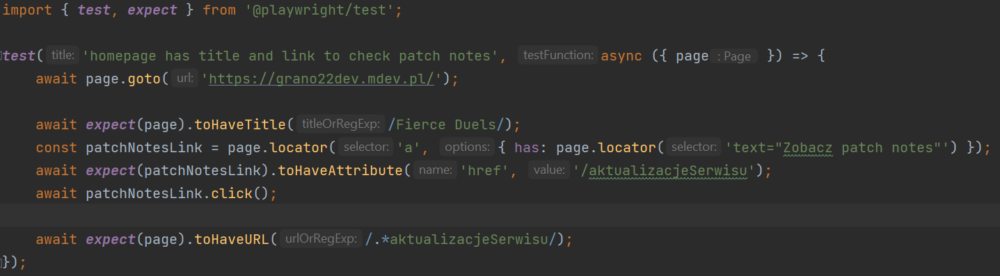 import { test, expect } from '@playwright/test';
test( title: 'homepage has title and link to check patch notes', testFunction: async ({ page : Page }) => {
await page.goto( url: 'https://grano22dev.mdev.pl/');
await expect(page).toHaveTitle( titleOrRegExp: /Fierce Duels/);
const patchNotesLink = page.locator( selector: 'a', options: { has: page.locator( selector: 'text="Zobacz patch notes"') });
await expect(patchNotesLink).toHaveAttribute( name: 'href', value: '/aktualizacjeSerwisu');
await patchNotesLink.click();
await expect(page).toHaveURL( urlOrRegExp: /.*aktualizacjeSerwisu/);
});